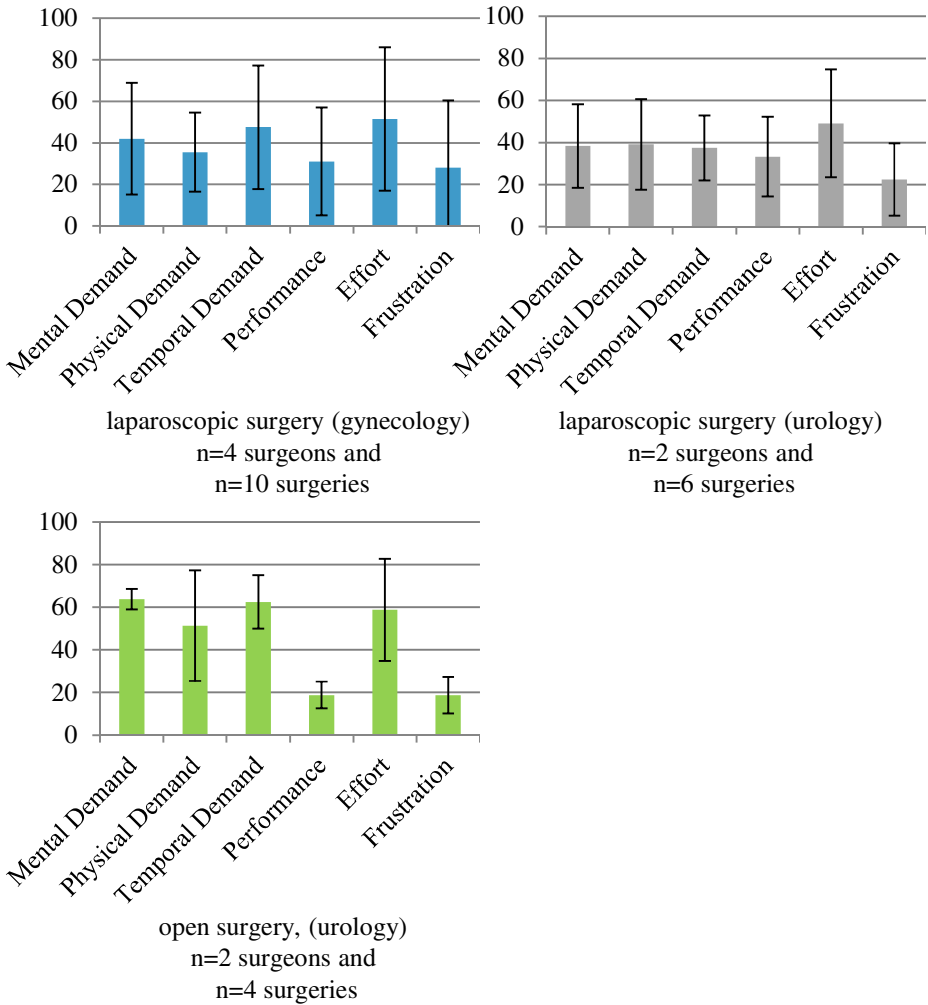 100
80
60
40
20
0
Mental Demand
Physical Demand
Temporal Demand
Performance
Effort
Frustration
laparoscopic surgery (gynecology)
n=4 surgeons and
n=10 surgeries
100
80
60
40
20
0
Mental Demand
Physical Demand
Temporal Demand
Performance
Effort
Frustration
laparoscopic surgery (urology)
n=2 surgeons and
n=6 surgeries
100
80
60
40
20
0
Mental Demand
Physical Demand
Temporal Demand
Performance
Effort
Frustration
open surgery, (urology)
n=2 surgeons and
n=4 surgeries